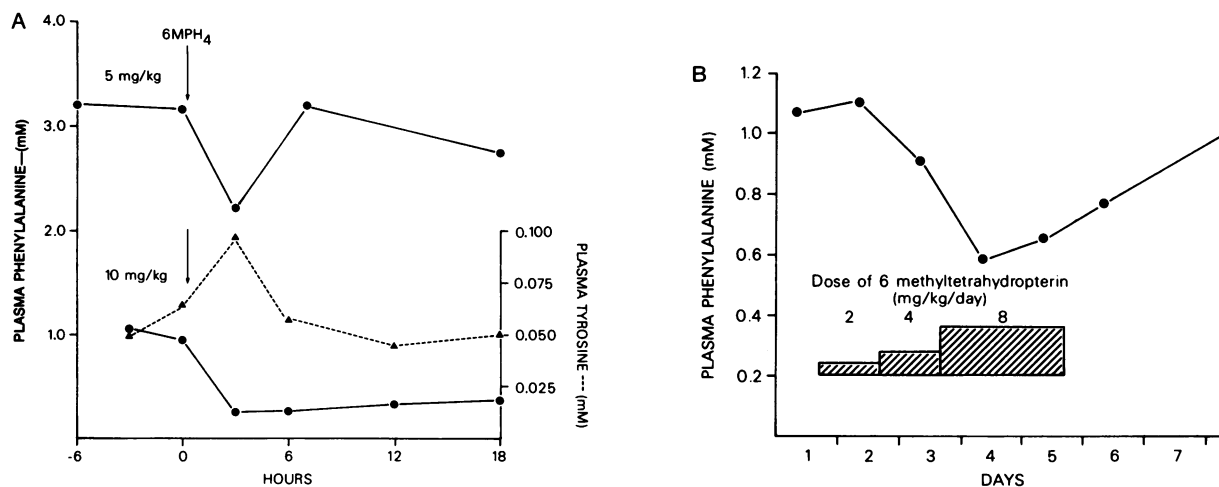 A
4.0
3.0
2.0
1.0
PLASMA PHENYLALANINE—(mM)
6MPH4
5 mg/kg
10 mg/kg
0.100
0.075
0.050
0.025
PLASMA TYROSINE --- (mM)
-6
0
6
12
18
HOURS
B
1.2
1.0
0.8
0.6
0.4
0.2
PLASMA PHENYLALANINE (mM)
Dose of 6 methyltetrahydropterin
(mg/kg/day)
2
4
8
1
2
3
4
5
6
7
DAYS